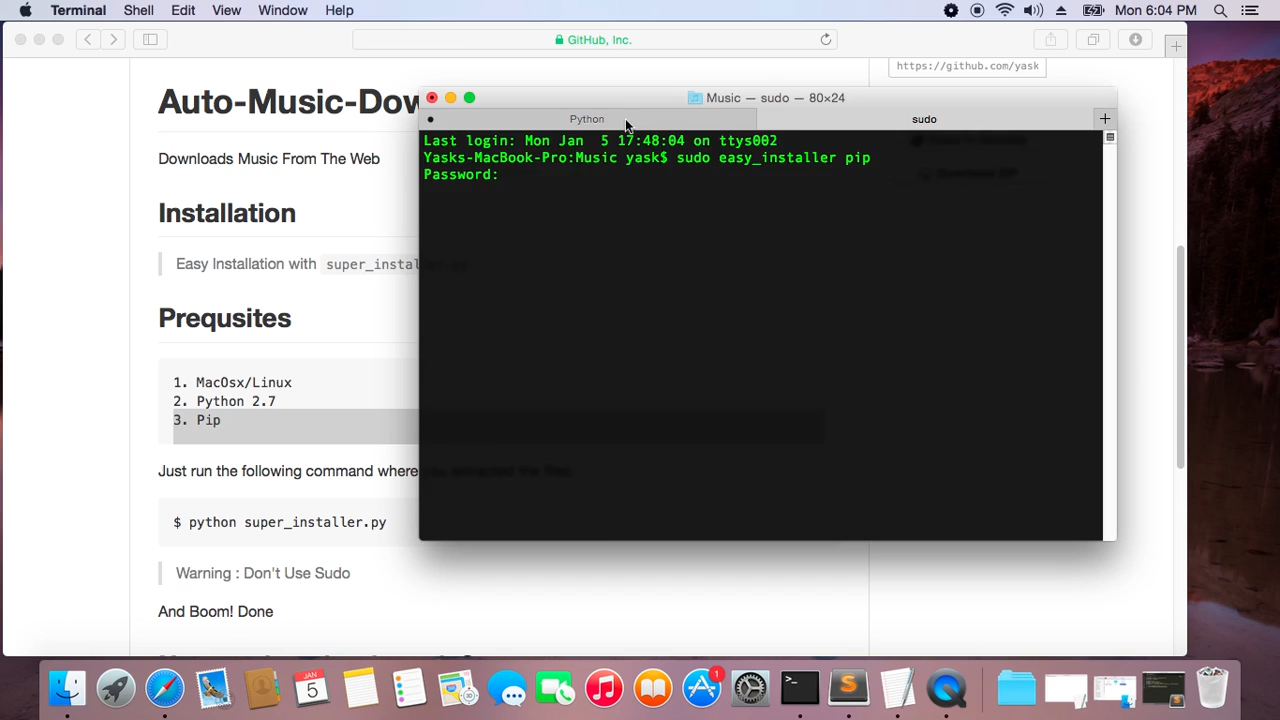 Terminal Shell Edit View Window Help Mon 6:04 PM
GitHub, Inc.
https://github.com/yask
Auto-Music-Dow
Downloads Music From The Web
Installation
Easy Installation with super_instal
Prequsites
1. MacOsx/Linux
2. Python 2.7
3. Pip
Just run the following command where
$ python super_installer.py
Warning : Don't Use Sudo
And Boom! Done
Music — sudo — 80×24
Python sudo
Last login: Mon Jan 5 17:48:04 on ttys002
Yasks-MacBook-Pro:Music yask$ sudo easy_installer pip
Password:
JAN
5
1